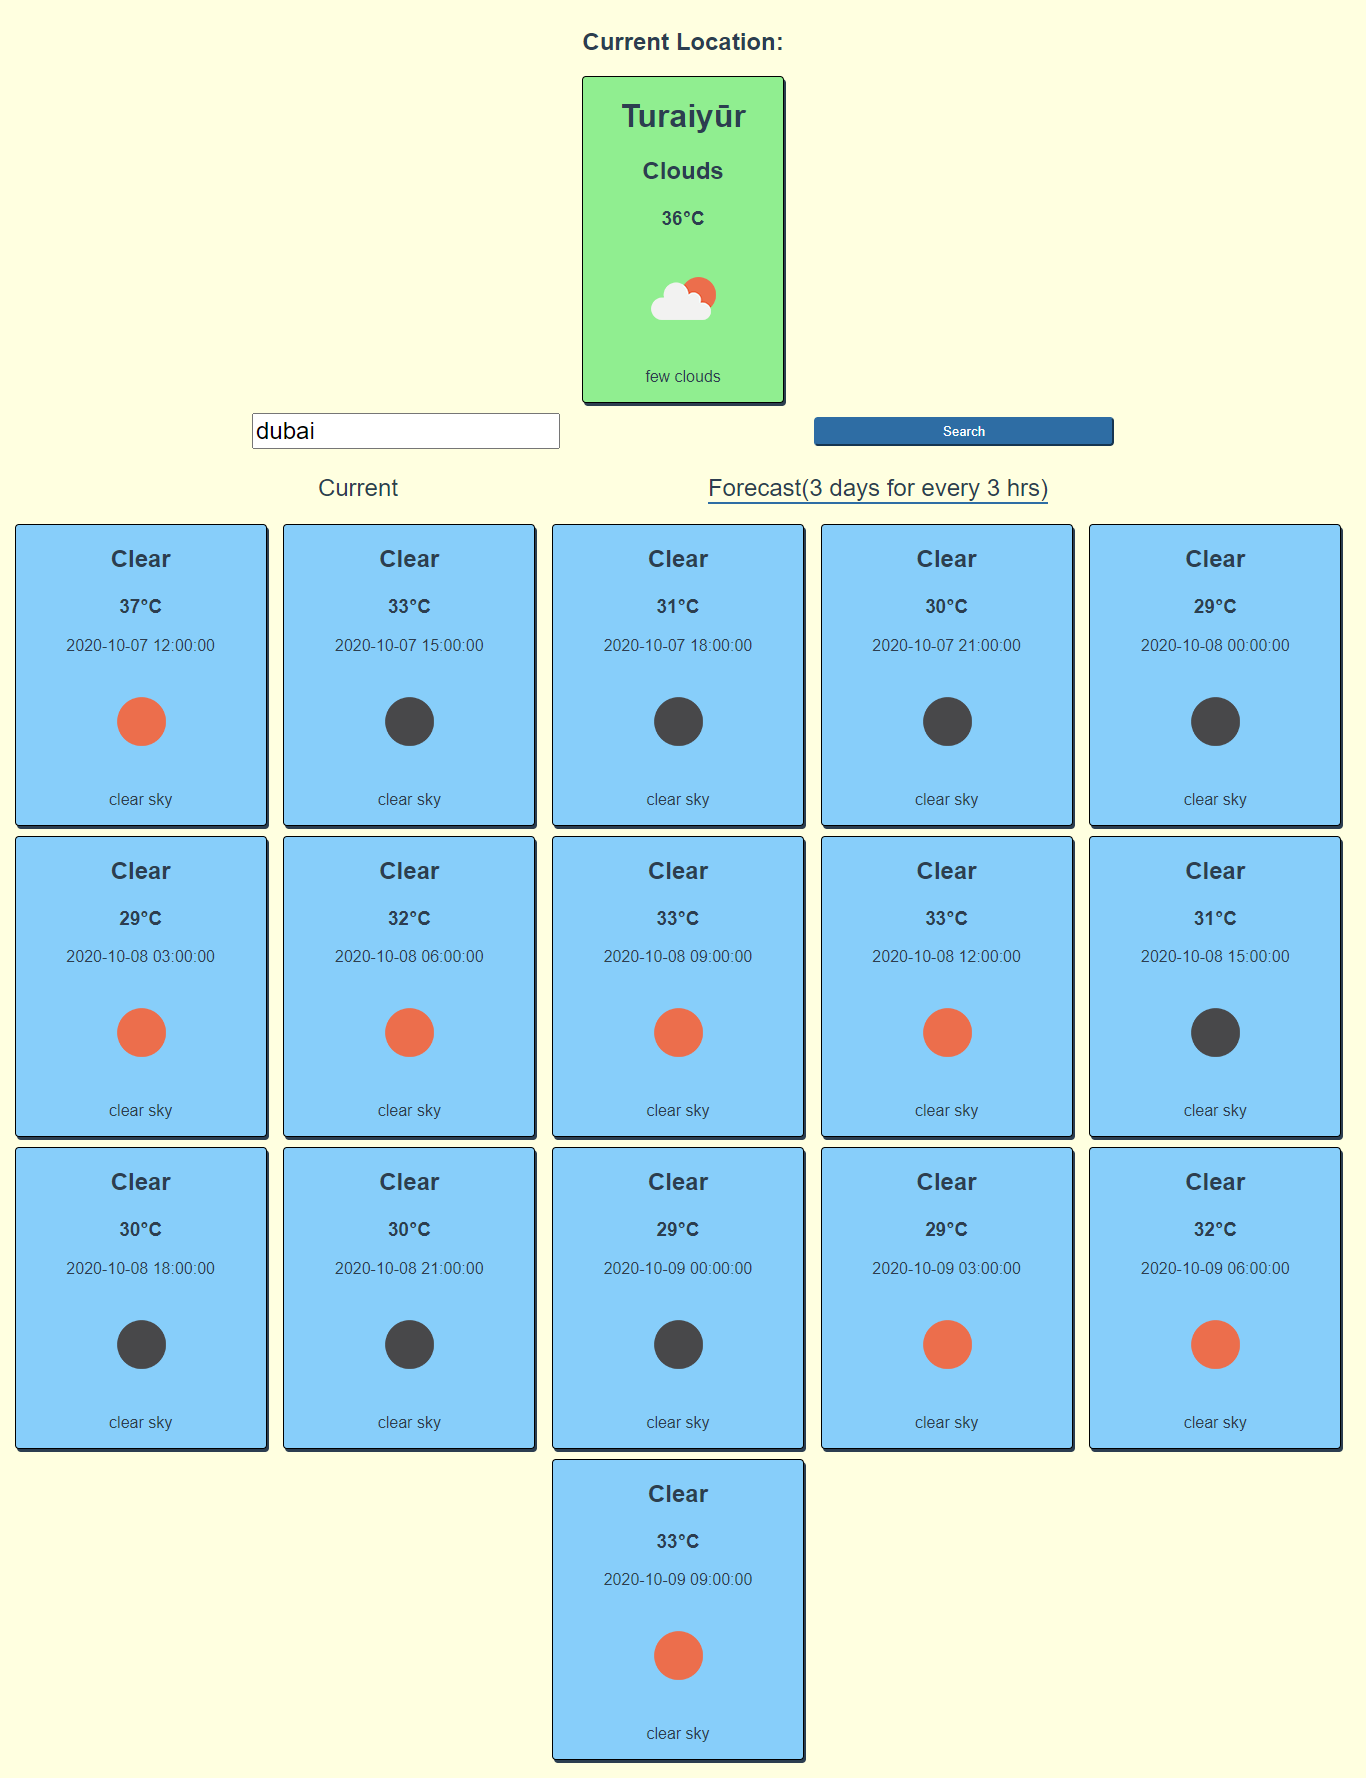 Current Location:
Turaiyūr
Clouds
36°C
few clouds
dubai
Search
Current
Forecast(3 days for every 3 hrs)
Clear
37°C
2020-10-07 12:00:00
clear sky
Clear
33°C
2020-10-07 15:00:00
clear sky
Clear
31°C
2020-10-07 18:00:00
clear sky
Clear
30°C
2020-10-07 21:00:00
clear sky
Clear
29°C
2020-10-08 00:00:00
clear sky
Clear
29°C
2020-10-08 03:00:00
clear sky
Clear
32°C
2020-10-08 06:00:00
clear sky
Clear
33°C
2020-10-08 09:00:00
clear sky
Clear
33°C
2020-10-08 12:00:00
clear sky
Clear
31°C
2020-10-08 15:00:00
clear sky
Clear
30°C
2020-10-08 18:00:00
clear sky
Clear
30°C
2020-10-08 21:00:00
clear sky
Clear
29°C
2020-10-09 00:00:00
clear sky
Clear
29°C
2020-10-09 03:00:00
clear sky
Clear
32°C
2020-10-09 06:00:00
clear sky
Clear
33°C
2020-10-09 09:00:00
clear sky